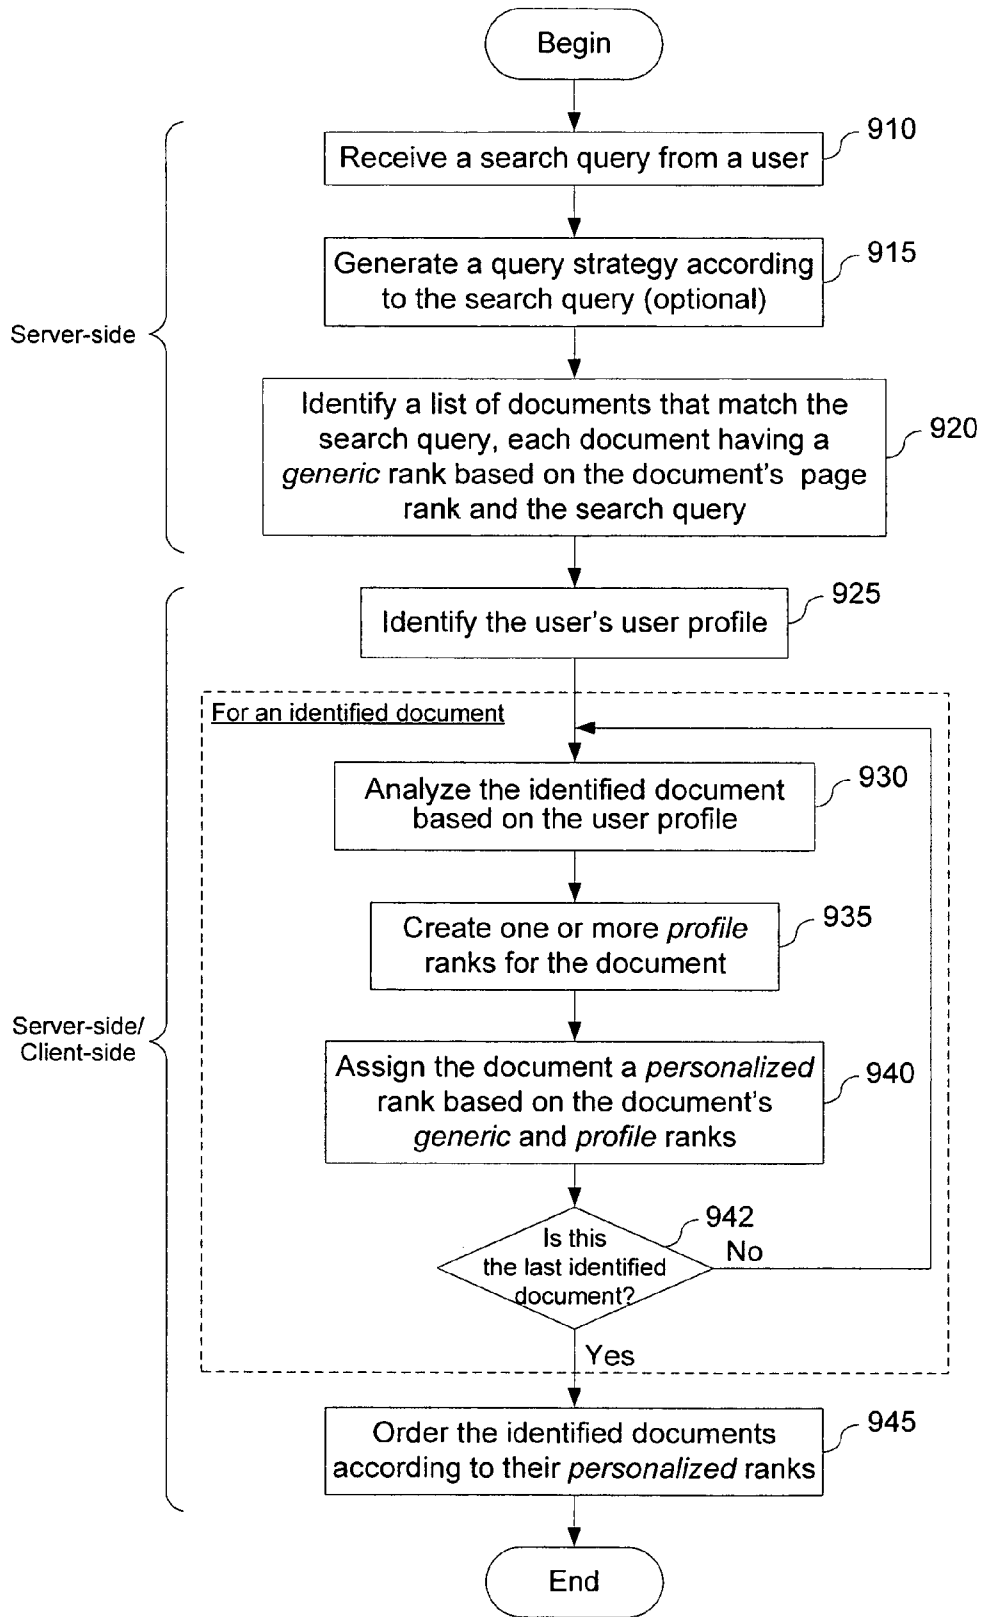 Begin
910
Receive a search query from a user
915
Generate a query strategy according
to the search query (optional)
Server-side
Identify a list of documents that match the
search query, each document having a
generic rank based on the document's page
rank and the search query
920
925
Identify the user's user profile
For an identified document
930
Analyze the identified document
based on the user profile
935
Create one or more profile
ranks for the document
Server-side/
Client-side
Assign the document a personalized
rank based on the document's
generic and profile ranks
940
942
Is this
the last identified
document?
No
Yes
945
Order the identified documents
according to their personalized ranks
End